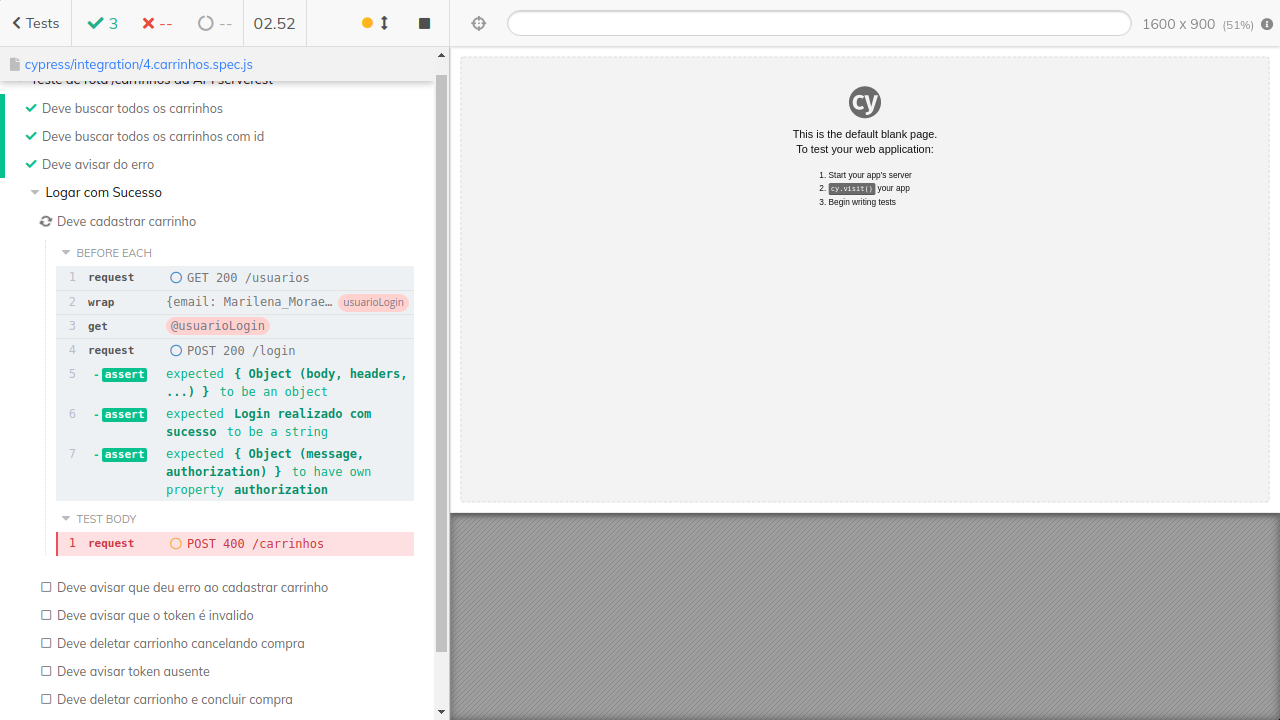 Tests
3
--
--
02.52
1600 x 900 (51%)
cypress/integration/4.carrinhos.spec.js
Teste de rota /carrinhos da API serverest
Deve buscar todos os carrinhos
Deve buscar todos os carrinhos com id
Deve avisar do erro
Logar com Sucesso
Deve cadastrar carrinho
BEFORE EACH
1 request GET 200 /usuarios
2 wrap {email: Marilena_Morae… usuarioLogin
3 get @usuarioLogin
4 request POST 200 /login
5 -assert expected { Object (body, headers,
...) } to be an object
6 -assert expected Login realizado com
sucesso to be a string
7 -assert expected { Object (message,
authorization) } to have own
property authorization
TEST BODY
1 request POST 400 /carrinhos
Deve avisar que deu erro ao cadastrar carrinho
Deve avisar que o token é invalido
Deve deletar carrionho cancelando compra
Deve avisar token ausente
Deve deletar carrionho e concluir compra
cy
This is the default blank page.
To test your web application:
1. Start your app's server
2. cy.visit() your app
3. Begin writing tests